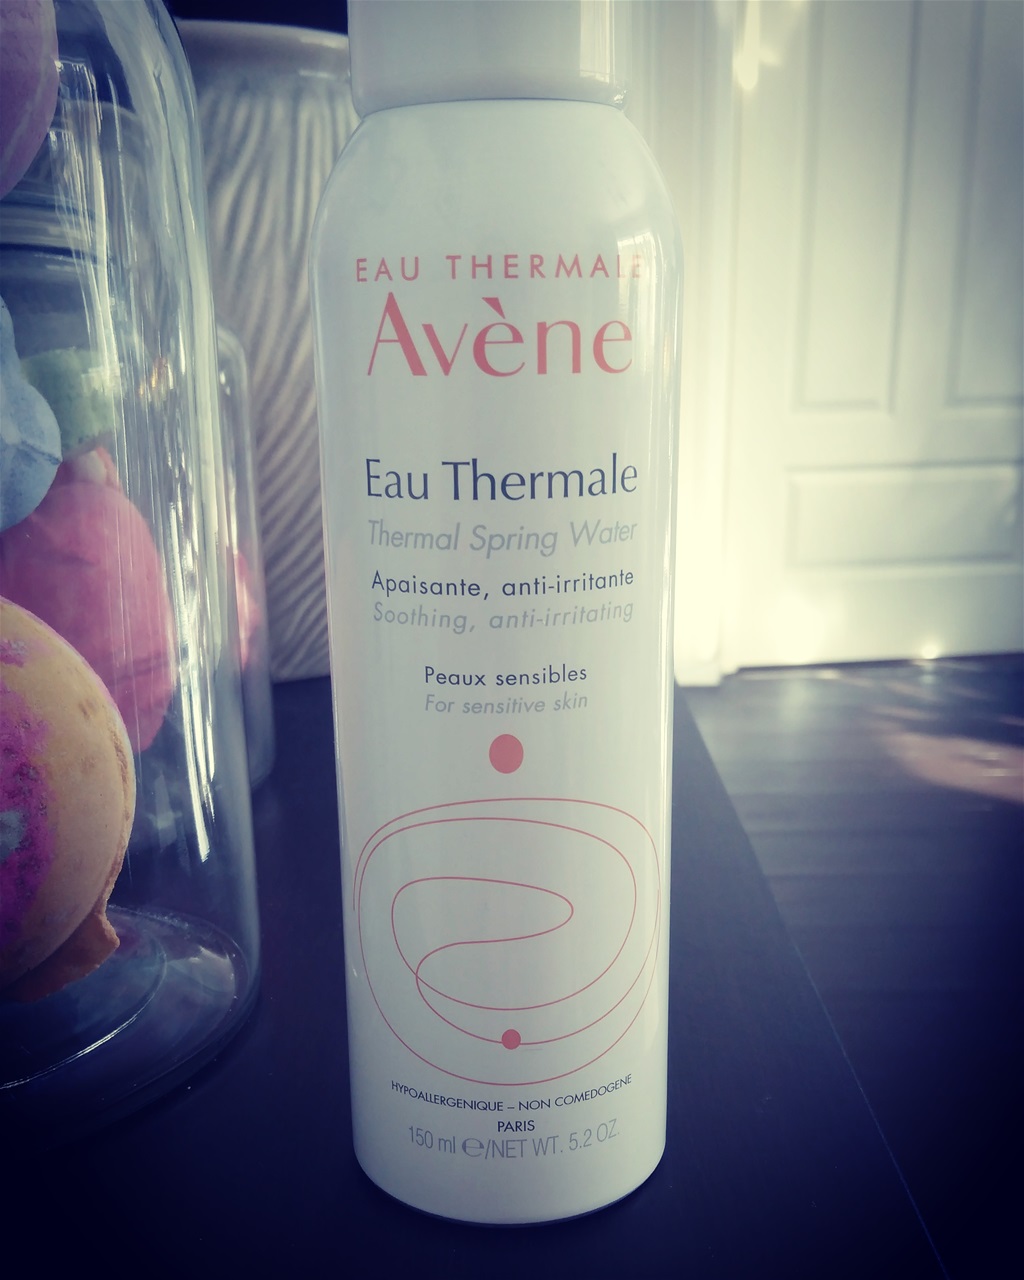 EAU THERMALE
Avène
Eau Thermale
Thermal Spring Water
Apaisante, anti-irritante
Soothing, anti-irritating
Peaux sensibles
For sensitive skin
HYPOALLERGENIQUE – NON COMEDOGENE
PARIS
150 ml ℮/NET WT. 5.2 OZ.